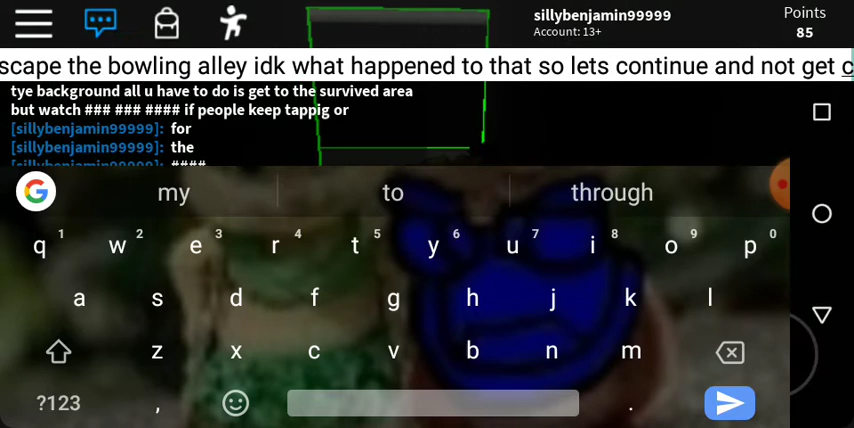 sillybenjamin99999
Account: 13+
Points
85
scape the bowling alley idk what happened to that so lets continue and not get c
tye background all u have to do is get to the survived area
but watch ### ### #### if people keep tappig or
[sillybenjamin99999]: for
[sillybenjamin99999]: the
[sillybenjamin99999]: ####
G
my to through
q 1 w 2 e 3 r 4 t 5 y 6 u 7 i 8 o 9 p 0
a s d f g h j k l
z x c v b n m
?123 , .